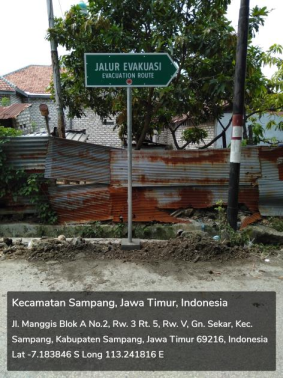 JALUR EVAKUASI
EVACUATION ROUTE
Kecamatan Sampang, Jawa Timur, Indonesia
Jl. Manggis Blok A No.2, Rw. 3 Rt. 5, Rw. V, Gn. Sekar, Kec.
Sampang, Kabupaten Sampang, Jawa Timur 69216, Indonesia
Lat -7.183846 S Long 113.241816 E